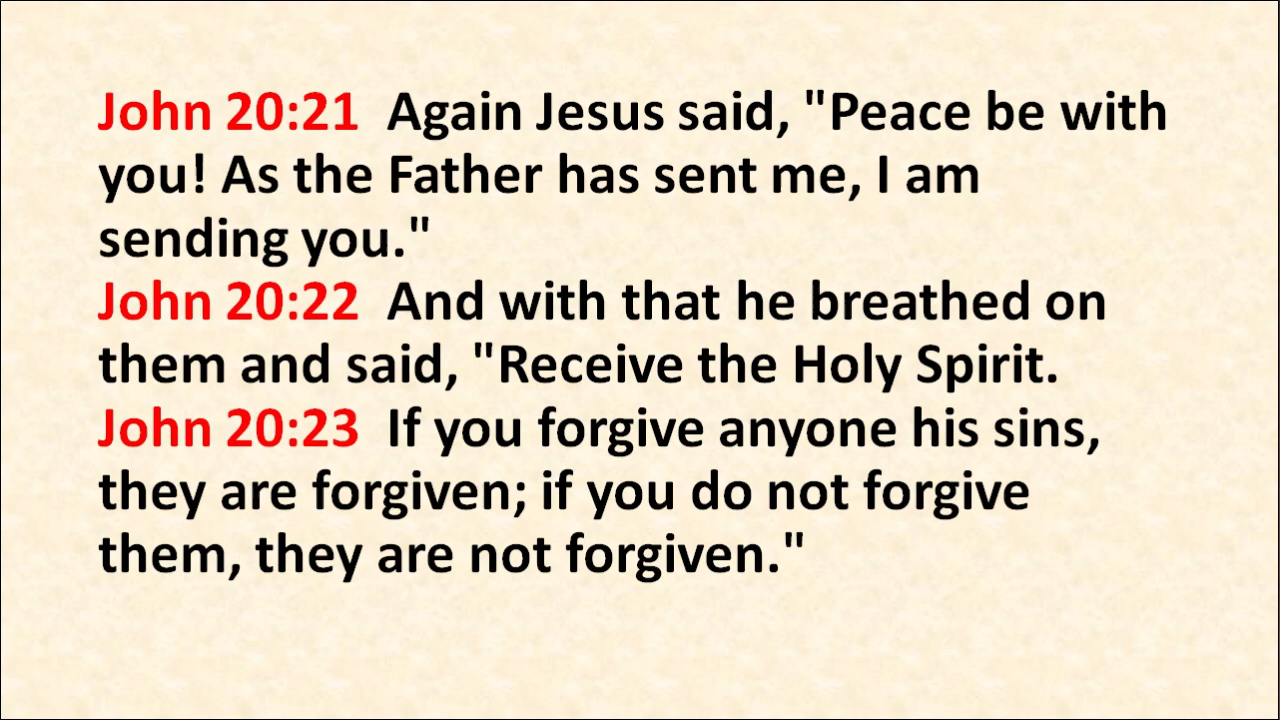 John 20:21  Again Jesus said, "Peace be with
you! As the Father has sent me, I am
sending you."
John 20:22  And with that he breathed on
them and said, "Receive the Holy Spirit.
John 20:23  If you forgive anyone his sins,
they are forgiven; if you do not forgive
them, they are not forgiven."